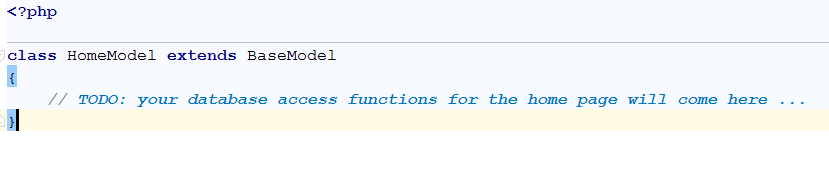 <?php
class HomeModel extends BaseModel
{
// TODO: your database access functions for the home page will come here ...
}